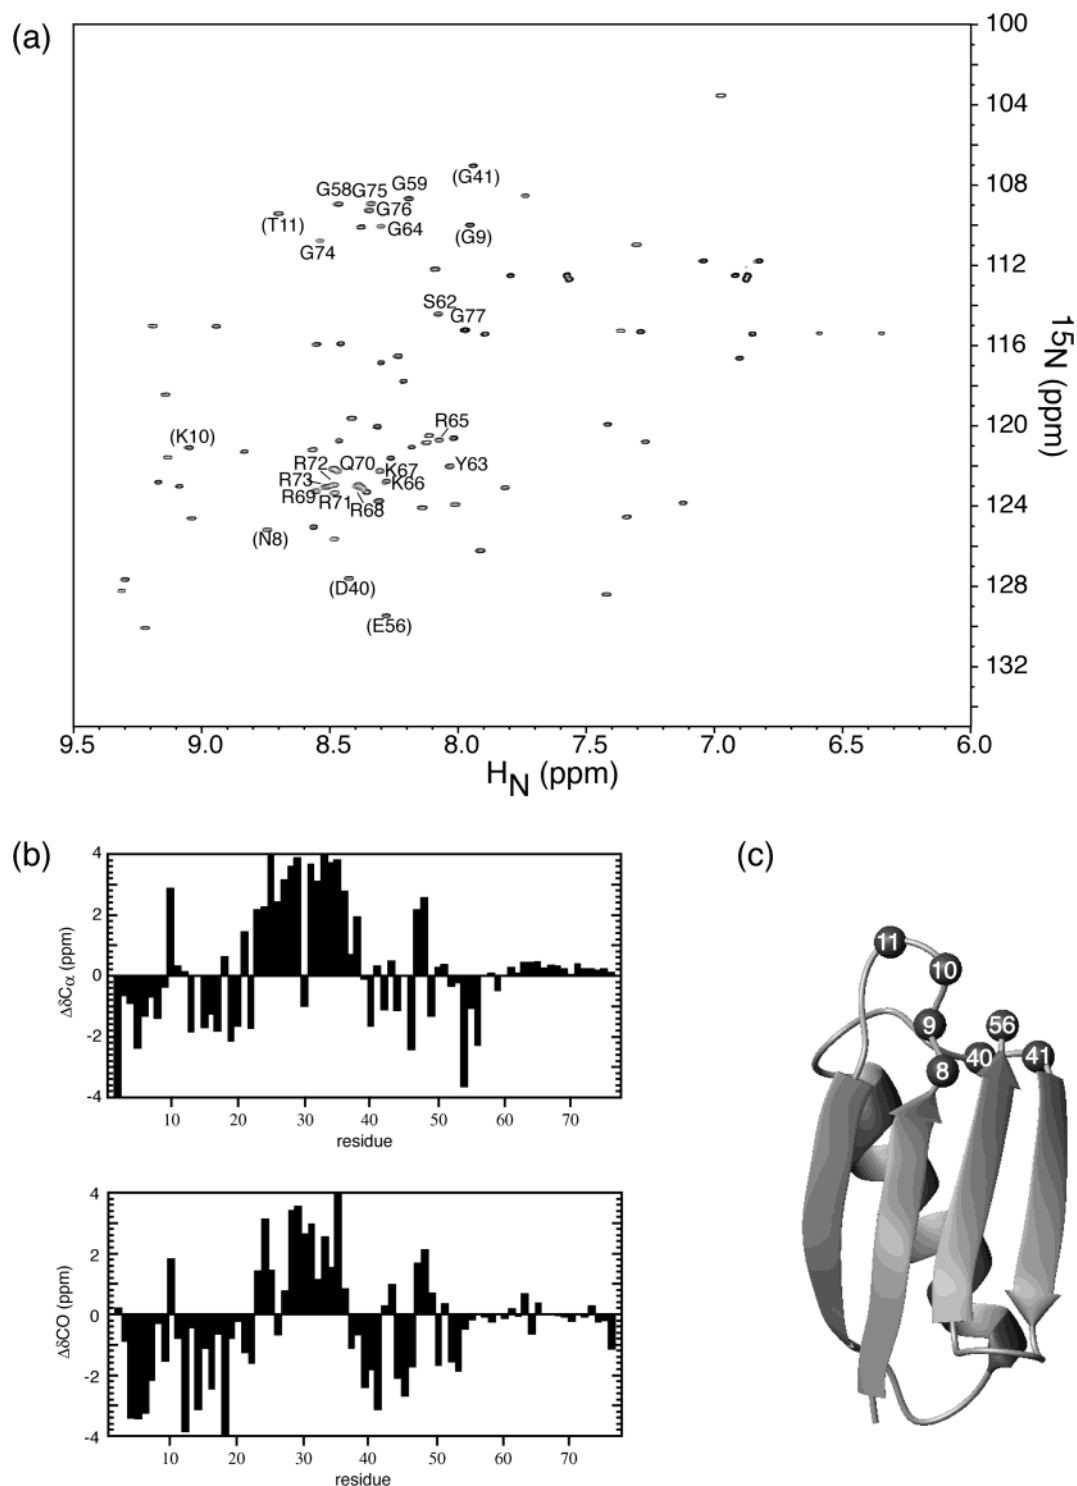 (a)
100
104
108
112
116
120
124
128
132
15N (ppm)
(G41)
G59
G58 G75
G76
(T11)
G64
(G9)
G74
S62
G77
R65
(K10)
R72 Q70 K67 Y63
R73 K66
R69 R71 R68
(N8)
(D40)
(E56)
9.5 9.0 8.5 8.0 7.5 7.0 6.5 6.0
HN (ppm)
(b)
4
2
0
-2
-4
ΔδCα (ppm)
10 20 30 40 50 60 70
residue
4
2
0
-2
-4
ΔδCO (ppm)
10 20 30 40 50 60 70
residue
(c)
11
10
9
56
8
40
41